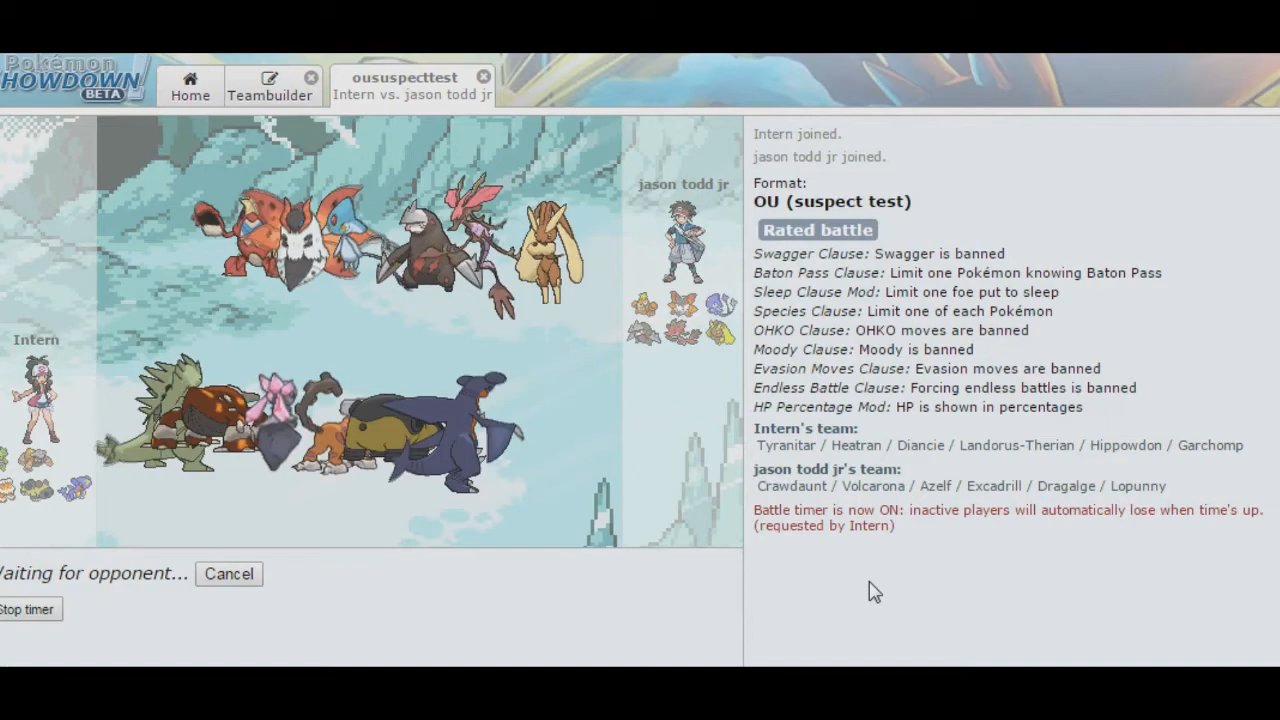 Pokémon
HOWDOWN
BETA
Home
Teambuilder
oususpecttest
Intern vs. jason todd jr
jason todd jr
Intern
Intern joined.
jason todd jr joined.
Format:
OU (suspect test)
Rated battle
Swagger Clause: Swagger is banned
Baton Pass Clause: Limit one Pokémon knowing Baton Pass
Sleep Clause Mod: Limit one foe put to sleep
Species Clause: Limit one of each Pokémon
OHKO Clause: OHKO moves are banned
Moody Clause: Moody is banned
Evasion Moves Clause: Evasion moves are banned
Endless Battle Clause: Forcing endless battles is banned
HP Percentage Mod: HP is shown in percentages
Intern's team:
Tyranitar / Heatran / Diancie / Landorus-Therian / Hippowdon / Garchomp
jason todd jr's team:
Crawdaunt / Volcarona / Azelf / Excadrill / Dragalge / Lopunny
Battle timer is now ON: inactive players will automatically lose when time's up.
(requested by Intern)
Waiting for opponent... Cancel
Stop timer